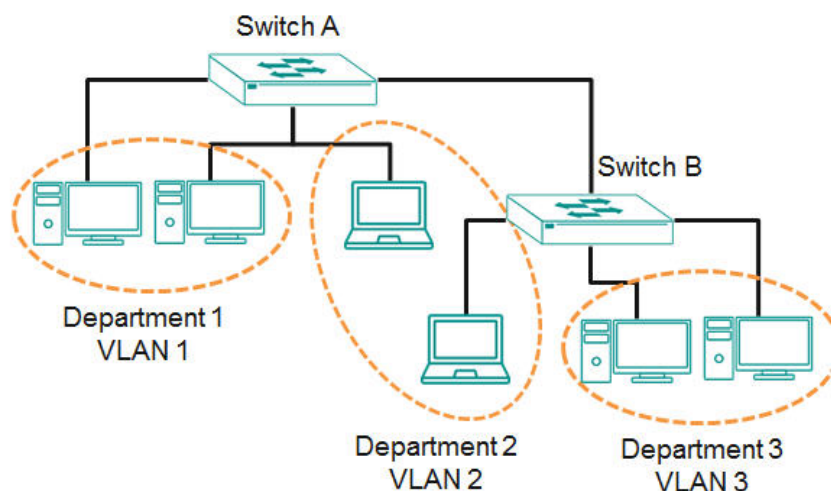 Switch A
Switch B
Department 1
VLAN 1
Department 2
VLAN 2
Department 3
VLAN 3